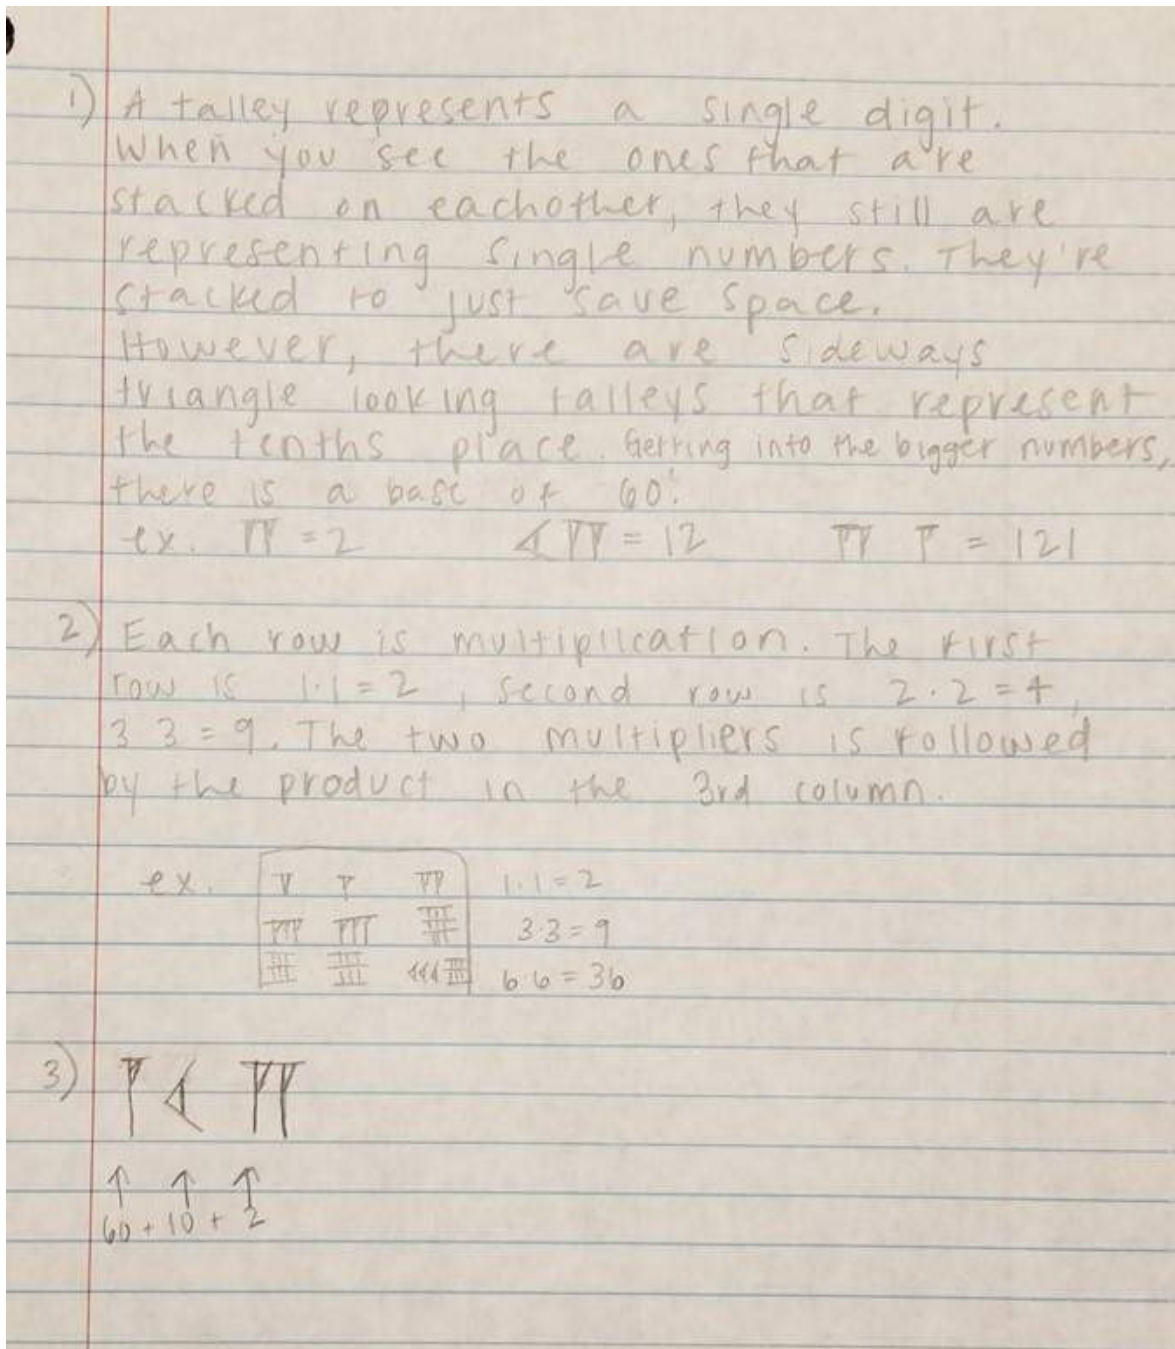 1) A talley represents a single digit.
When you see the ones that are
stacked on eachother, they still are
representing single numbers. They're
stacked to just save space.
However, there are sideways
triangle looking talleys that represent
the tenths place. Getting into the bigger numbers,
there is a base of 60.
ex. 𒁹𒁹 = 2 𒌋𒁹𒁹 = 12 𒁹𒁹 𒁹 = 121
2) Each row is multiplication. The first
row is 1·1=2, second row is 2·2=4,
3 3=9. The two multipliers is followed
by the product in the 3rd column.
ex. 1·1=2
3·3=9
6·6=36
3) 𒁹 𒌋 𒁹𒁹
↑ ↑ ↑
60 + 10 + 2